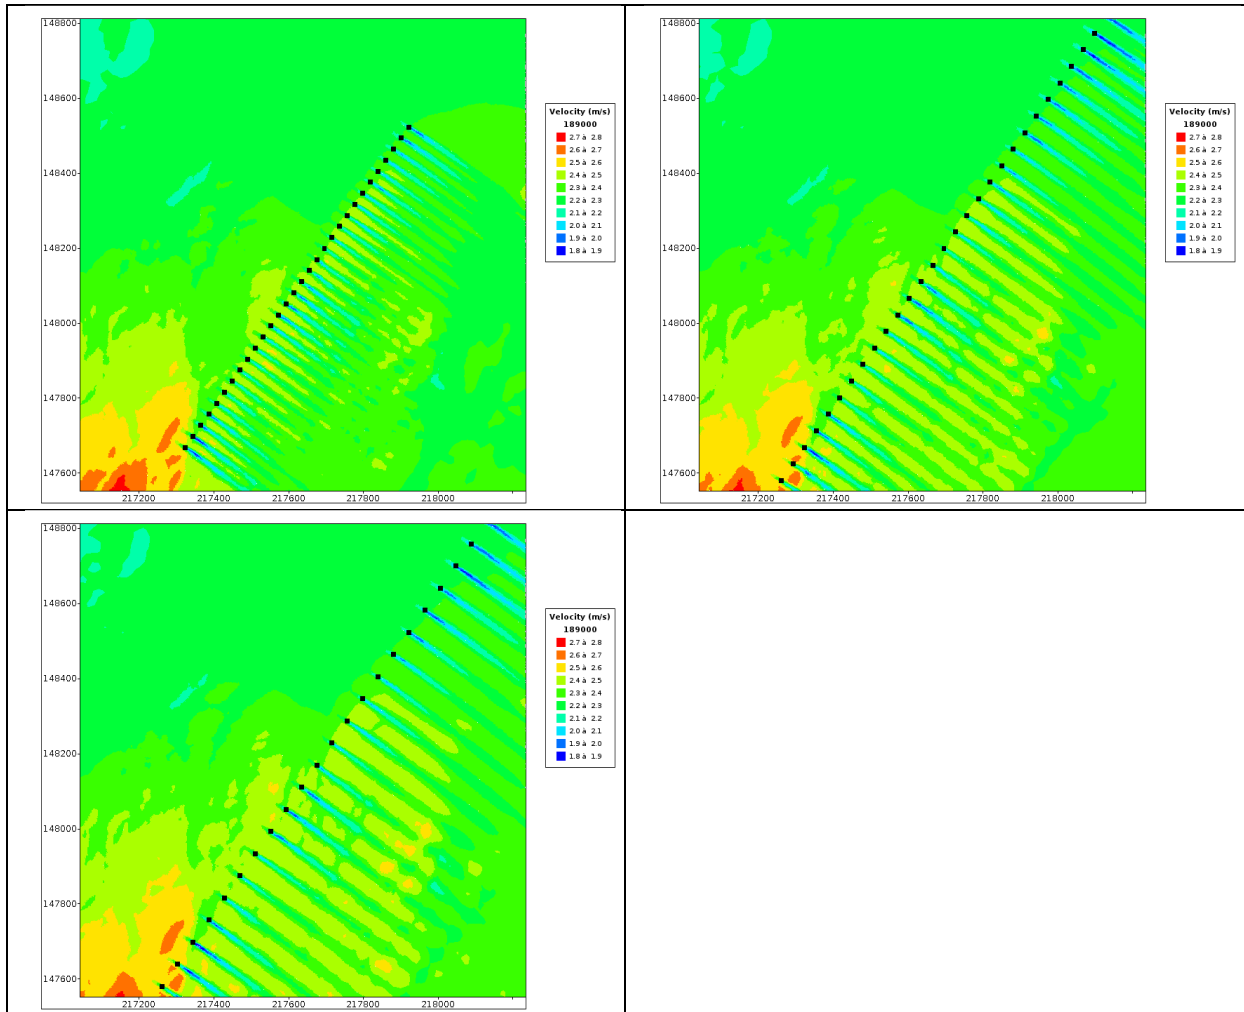 148800
148600
148400
148200
148000
147800
147600
217200 217400 217600 217800 218000
Velocity (m/s)
189000
2.7 à 2.8
2.6 à 2.7
2.5 à 2.6
2.4 à 2.5
2.3 à 2.4
2.2 à 2.3
2.1 à 2.2
2.0 à 2.1
1.9 à 2.0
1.8 à 1.9
148800
148600
148400
148200
148000
147800
147600
217200 217400 217600 217800 218000
Velocity (m/s)
189000
2.7 à 2.8
2.6 à 2.7
2.5 à 2.6
2.4 à 2.5
2.3 à 2.4
2.2 à 2.3
2.1 à 2.2
2.0 à 2.1
1.9 à 2.0
1.8 à 1.9
148800
148600
148400
148200
148000
147800
147600
217200 217400 217600 217800 218000
Velocity (m/s)
189000
2.7 à 2.8
2.6 à 2.7
2.5 à 2.6
2.4 à 2.5
2.3 à 2.4
2.2 à 2.3
2.1 à 2.2
2.0 à 2.1
1.9 à 2.0
1.8 à 1.9